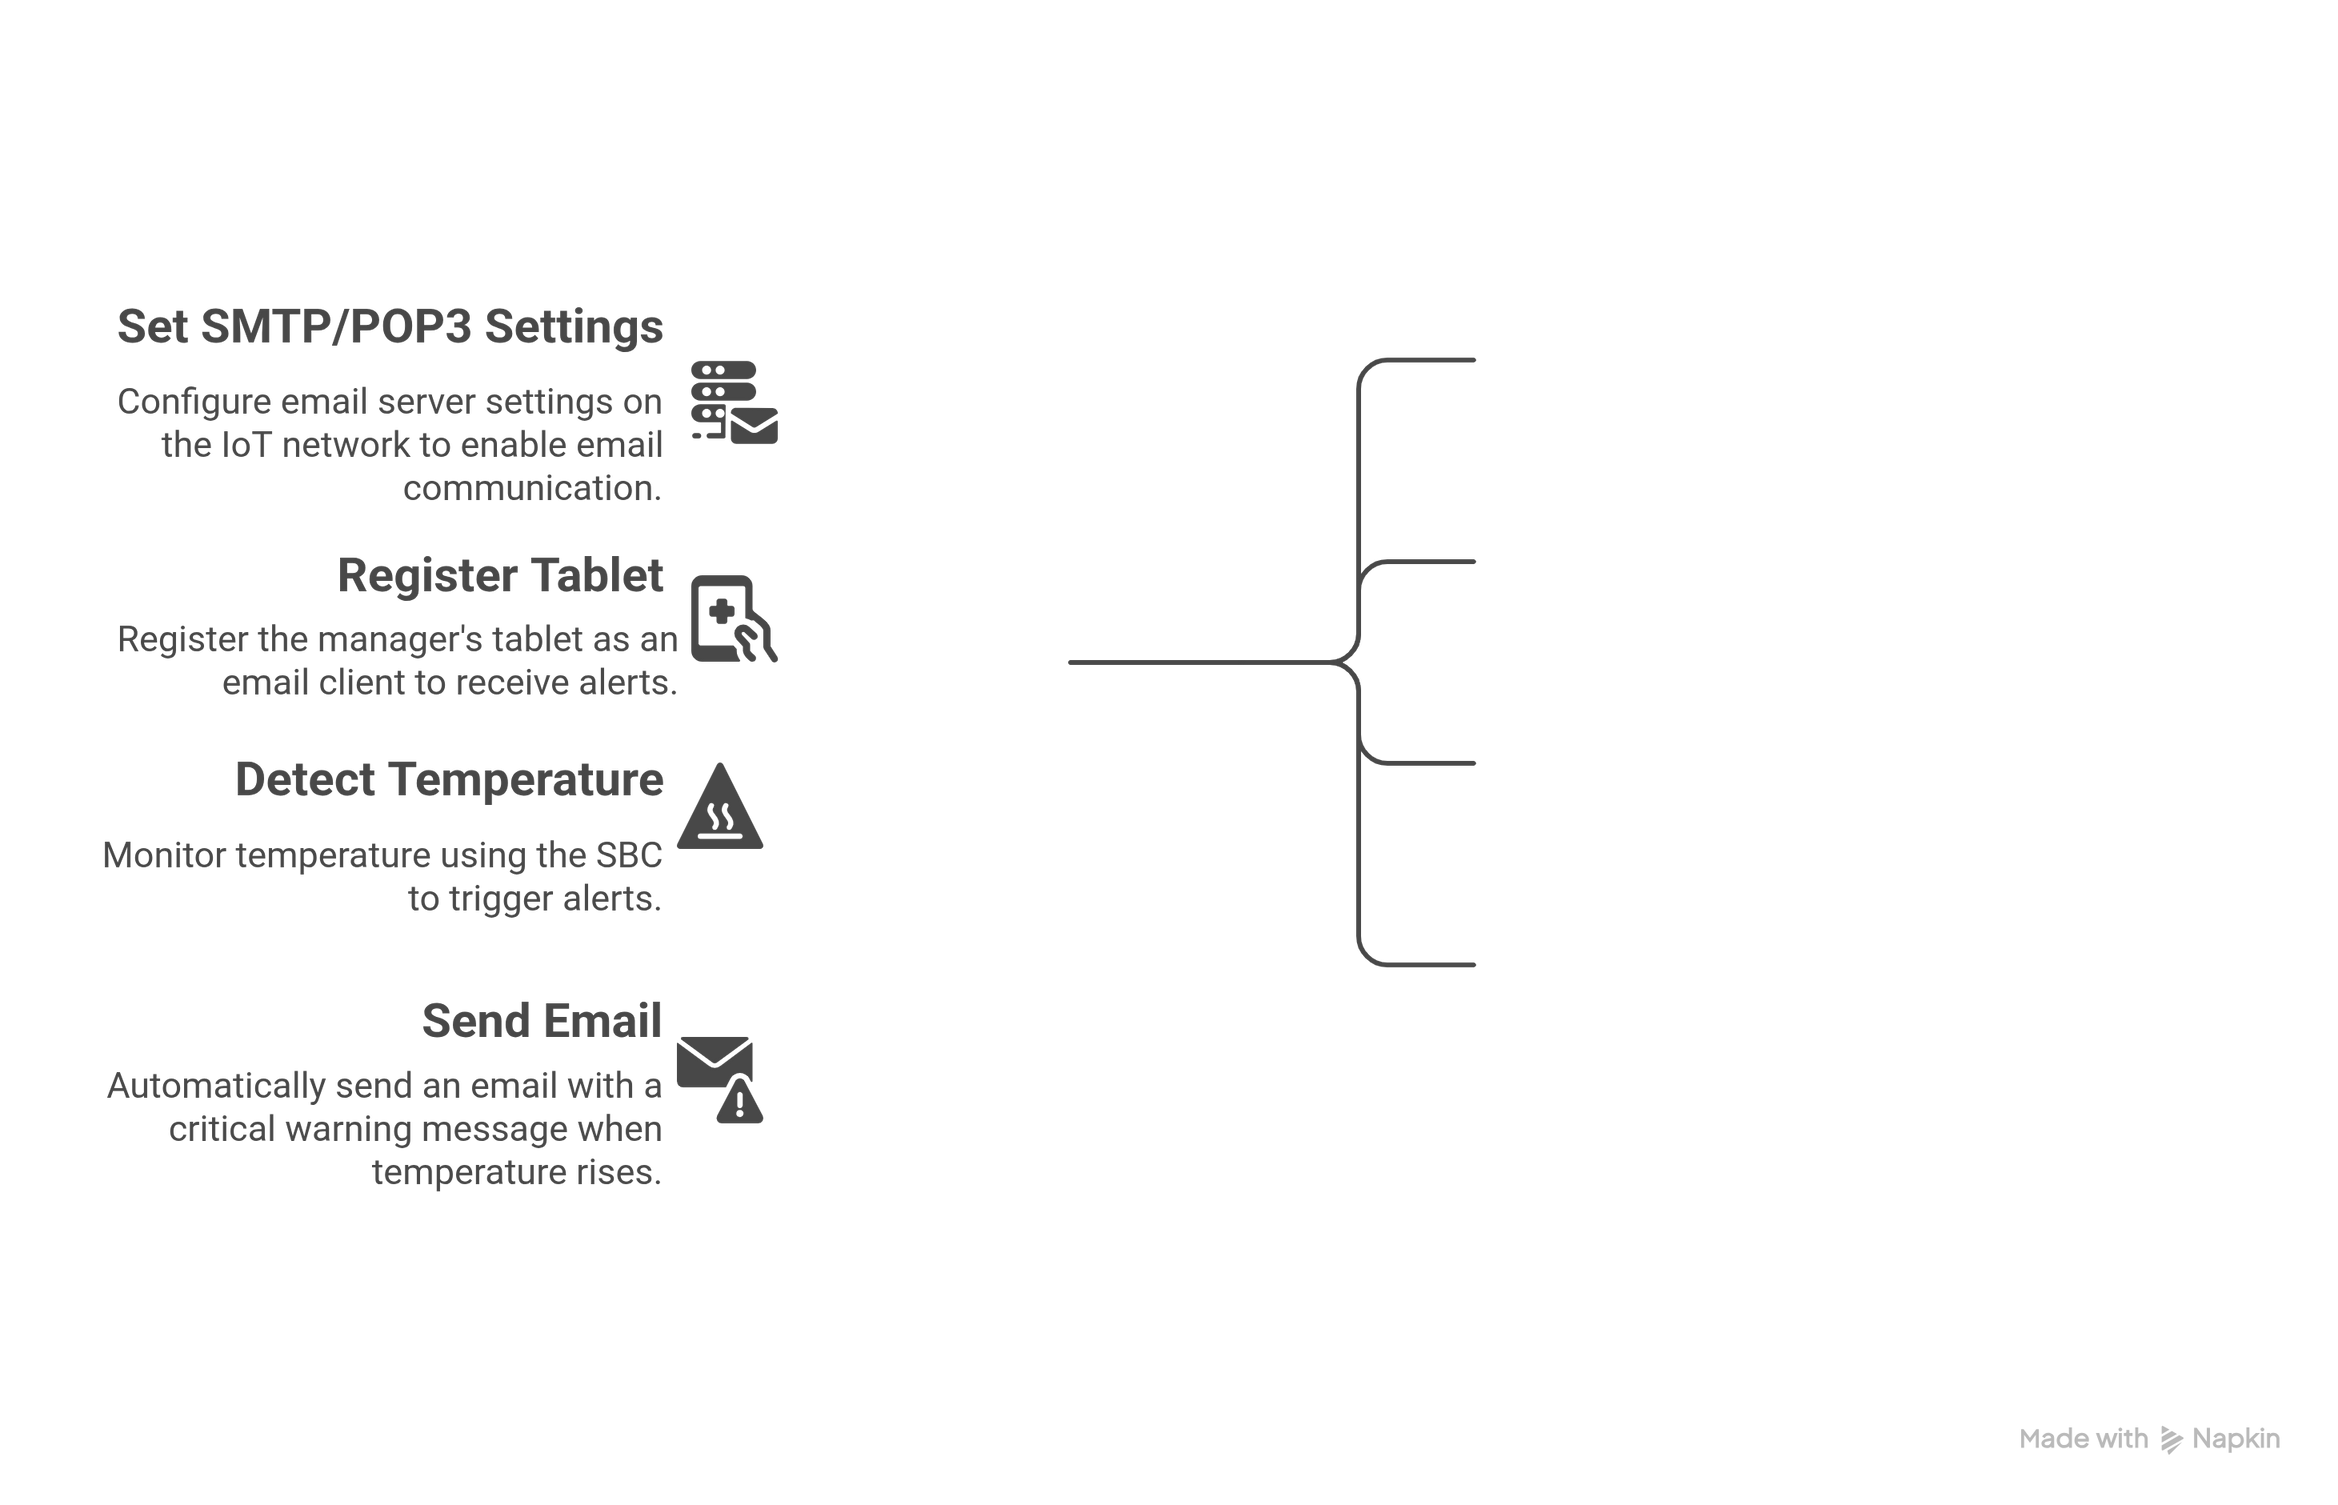 Set SMTP/POP3 Settings
Configure email server settings on
the IoT network to enable email
communication.
Register Tablet
Register the manager's tablet as an
email client to receive alerts.
Detect Temperature
Monitor temperature using the SBC
to trigger alerts.
Send Email
Automatically send an email with a
critical warning message when
temperature rises.
Made with Napkin